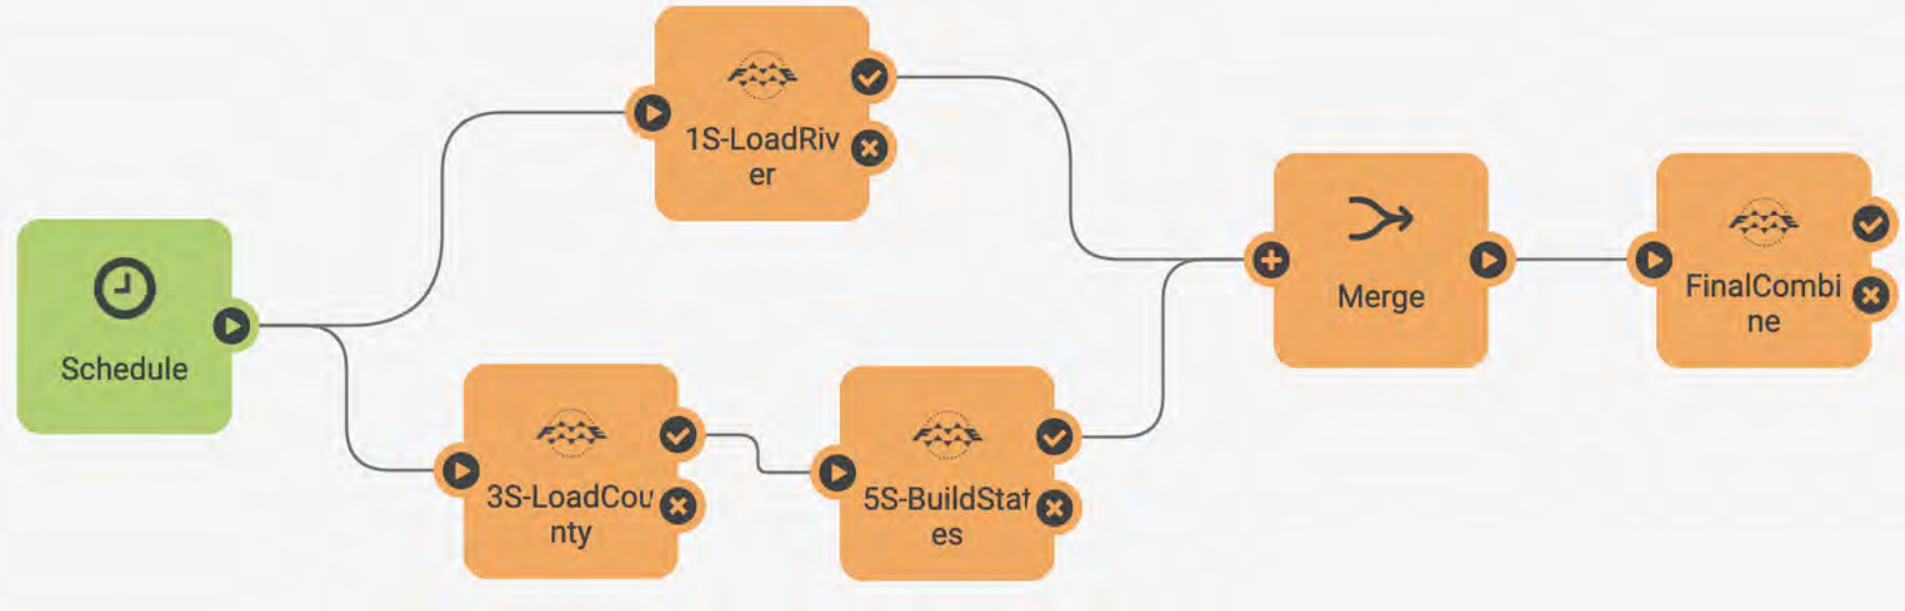 1S-LoadRiv
er
Schedule
Merge
FinalCombi
ne
3S-LoadCou
nty
5S-BuildStat
es